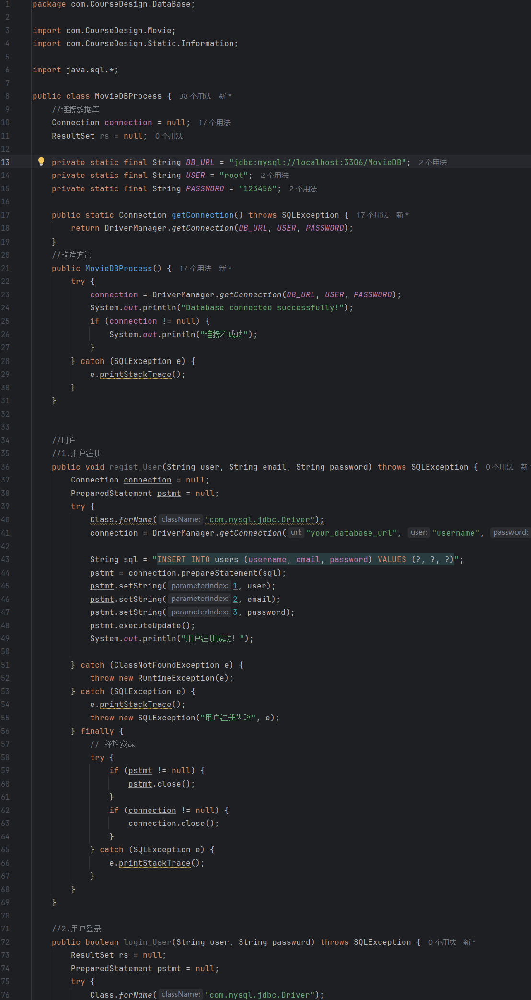 1 package com.CourseDesign.DataBase;
2
3 import com.CourseDesign.Movie;
4 import com.CourseDesign.Static.Information;
5
6 import java.sql.*;
7
8 public class MovieDBProcess { 38 个用法 新 *
9 //连接数据库
10 Connection connection = null; 17 个用法
11 ResultSet rs = null; 0 个用法
12
13 private static final String DB_URL = "jdbc:mysql://localhost:3306/MovieDB"; 2 个用法
14 private static final String USER = "root"; 2 个用法
15 private static final String PASSWORD = "123456"; 2 个用法
16
17 public static Connection getConnection() throws SQLException { 17 个用法 新 *
18 return DriverManager.getConnection(DB_URL, USER, PASSWORD);
19 }
20 //构造方法
21 public MovieDBProcess() { 17 个用法 新 *
22 try {
23 connection = DriverManager.getConnection(DB_URL, USER, PASSWORD);
24 System.out.println("Database connected successfully!");
25 if (connection != null) {
26 System.out.println("连接不成功");
27 }
28 } catch (SQLException e) {
29 e.printStackTrace();
30 }
31 }
32
33
34 //用户
35 //1.用户注册
36 public void regist_User(String user, String email, String password) throws SQLException { 0 个用法 新 *
37 Connection connection = null;
38 PreparedStatement pstmt = null;
39 try {
40 Class.forName( className: "com.mysql.jdbc.Driver");
41 connection = DriverManager.getConnection( url: "your_database_url", user: "username", password:
42
43 String sql = "INSERT INTO users (username, email, password) VALUES (?, ?, ?)";
44 pstmt = connection.prepareStatement(sql);
45 pstmt.setString( parameterIndex: 1, user);
46 pstmt.setString( parameterIndex: 2, email);
47 pstmt.setString( parameterIndex: 3, password);
48 pstmt.executeUpdate();
49 System.out.println("用户注册成功！");
50
51 } catch (ClassNotFoundException e) {
52 throw new RuntimeException(e);
53 } catch (SQLException e) {
54 e.printStackTrace();
55 throw new SQLException("用户注册失败", e);
56 } finally {
57 // 释放资源
58 try {
59 if (pstmt != null) {
60 pstmt.close();
61 }
62 if (connection != null) {
63 connection.close();
64 }
65 } catch (SQLException e) {
66 e.printStackTrace();
67 }
68 }
69 }
70
71 //2.用户登录
72 public boolean login_User(String user, String password) throws SQLException { 0 个用法 新 *
73 ResultSet rs = null;
74 PreparedStatement pstmt = null;
75 try {
76 Class.forName( className: "com.mysql.jdbc.Driver");